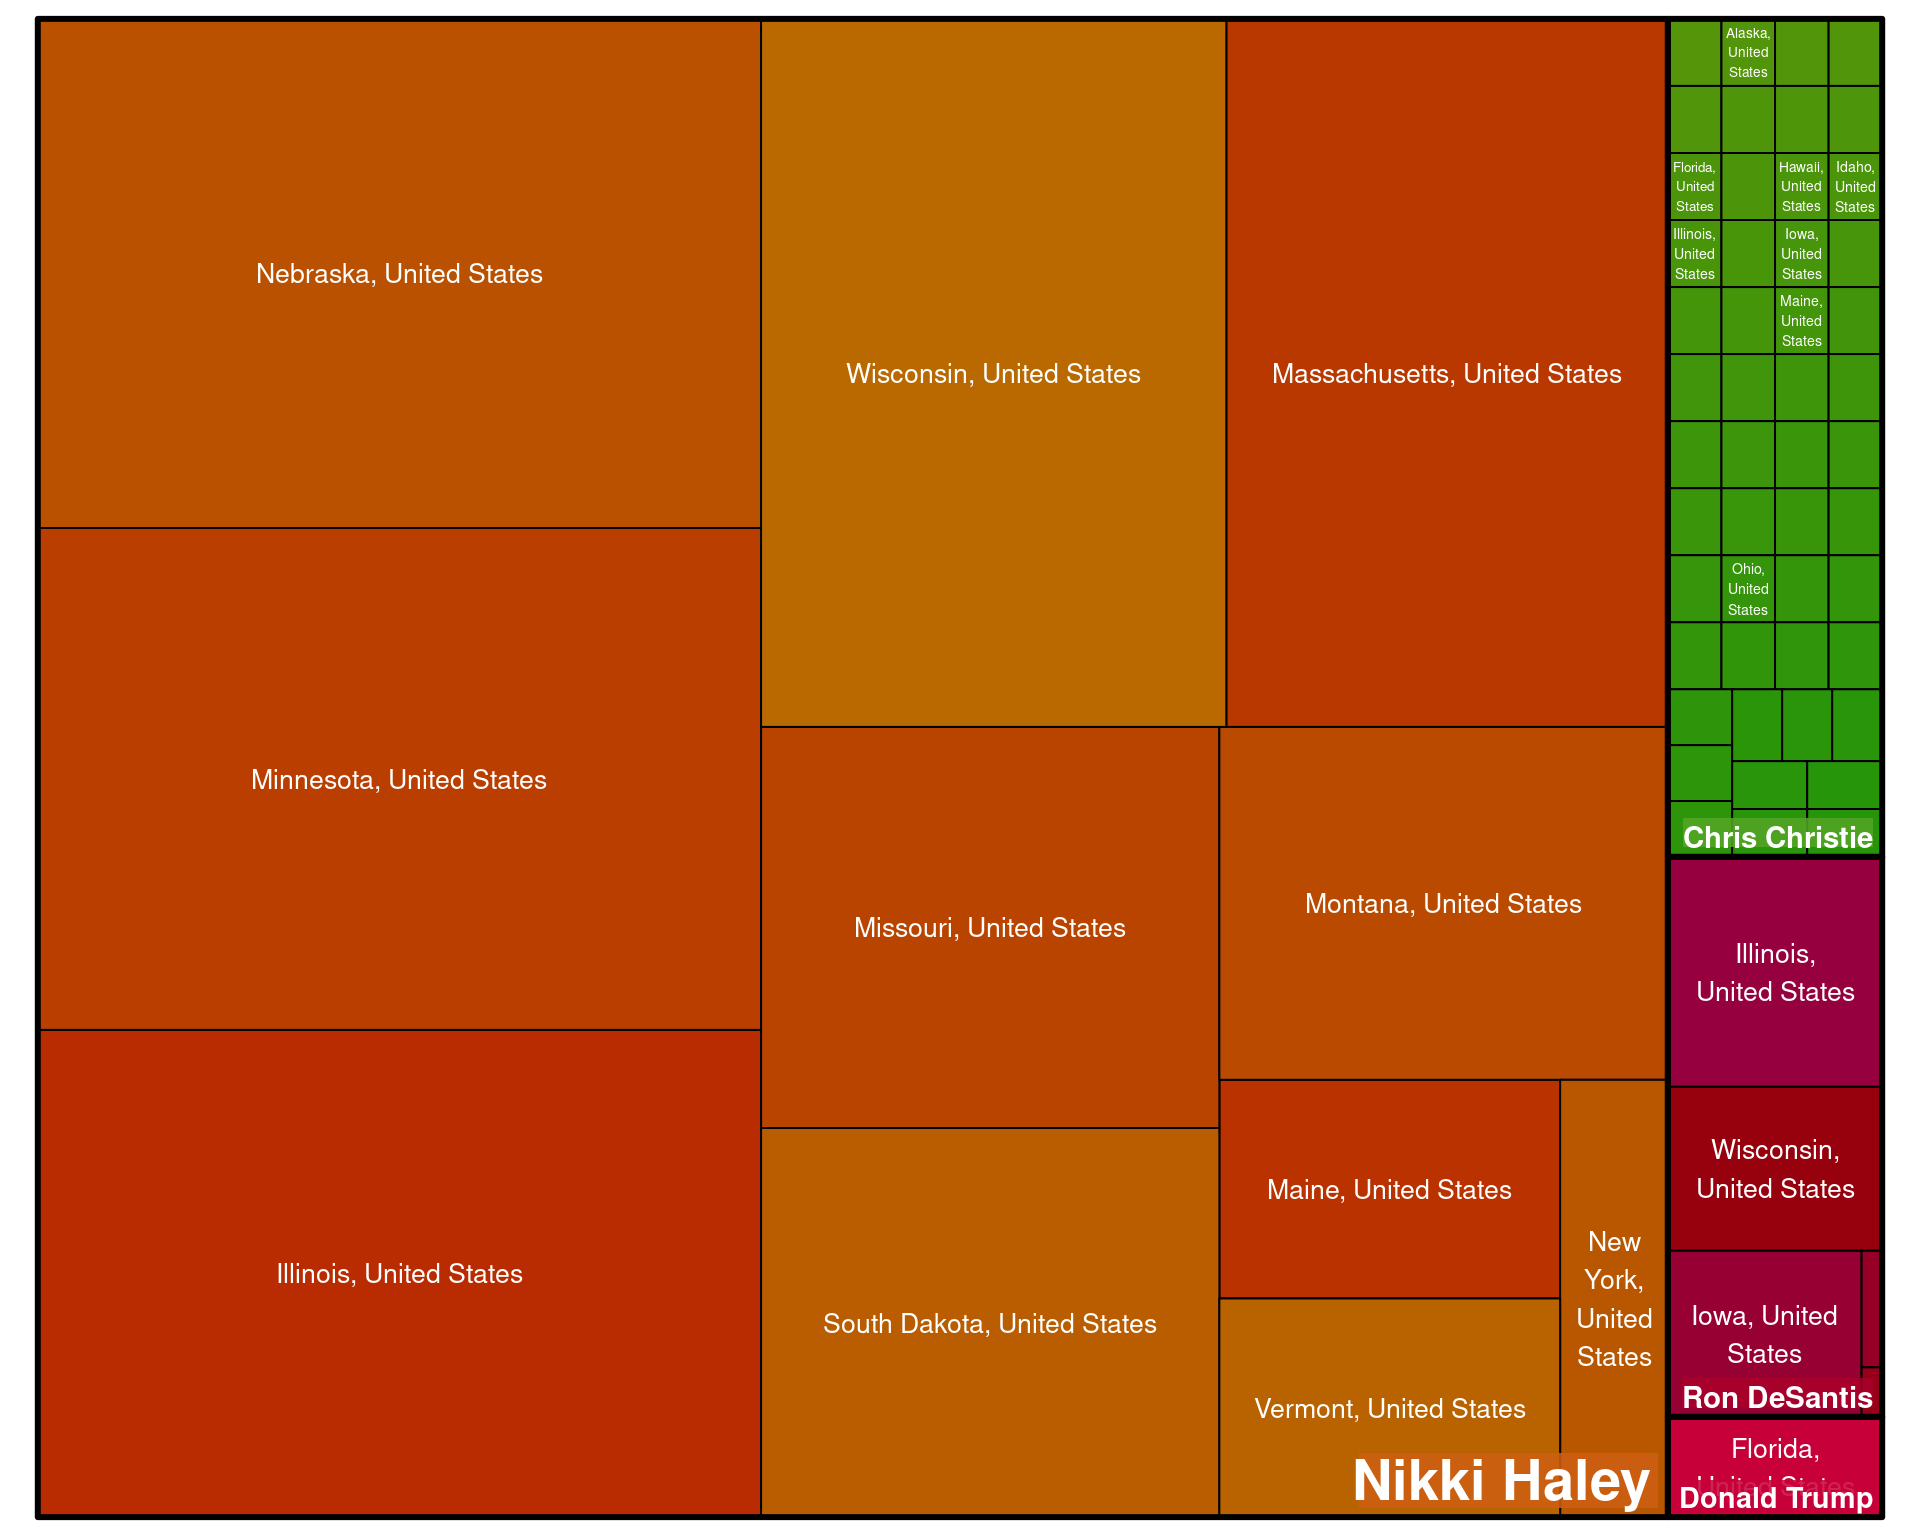 Nebraska, United States
Minnesota, United States
Illinois, United States
Wisconsin, United States
Massachusetts, United States
Missouri, United States
South Dakota, United States
Montana, United States
Maine, United States
Vermont, United States
New
York,
United
States
Nikki Haley
Alaska,
United
States
Florida,
United
States
Hawaii,
United
States
Idaho,
United
States
Illinois,
United
States
Iowa,
United
States
Maine,
United
States
Ohio,
United
States
Chris Christie
Illinois,
United States
Wisconsin,
United States
Iowa, United
States
Ron DeSantis
Florida,
United States
Donald Trump